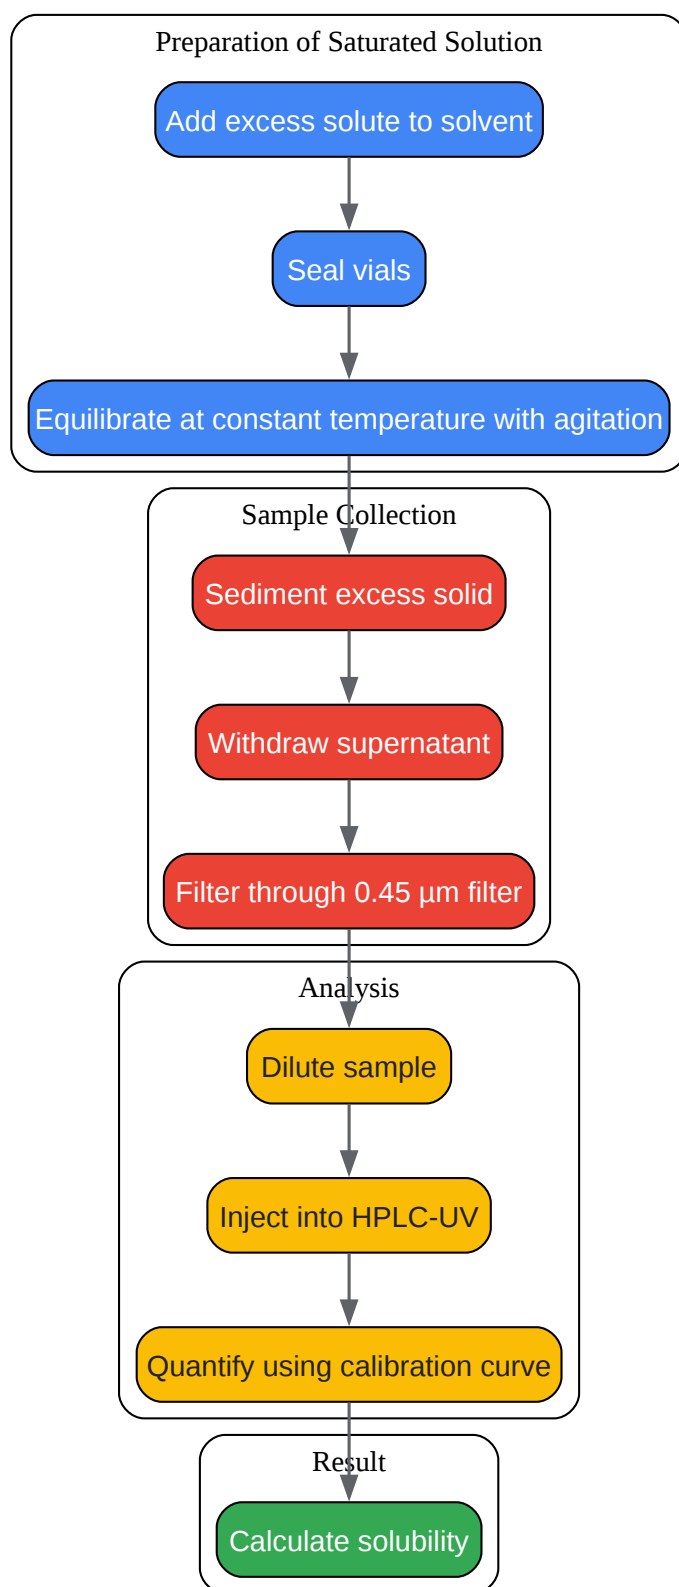 Preparation of Saturated Solution
Add excess solute to solvent
Seal vials
Equilibrate at constant temperature with agitation
Sample Collection
Sediment excess solid
Withdraw supernatant
Filter through 0.45 µm filter
Analysis
Dilute sample
Inject into HPLC-UV
Quantify using calibration curve
Result
Calculate solubility